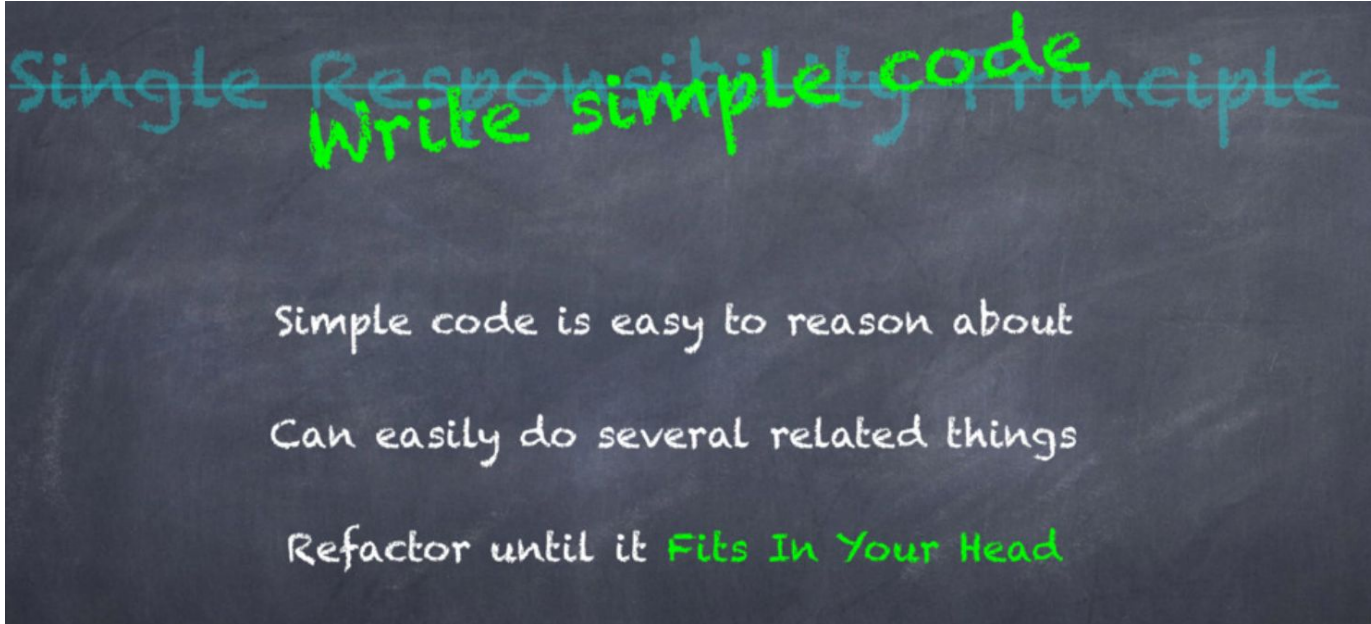 Single Responsibility Principle
Write simple code
Simple code is easy to reason about
Can easily do several related things
Refactor until it Fits In Your Head